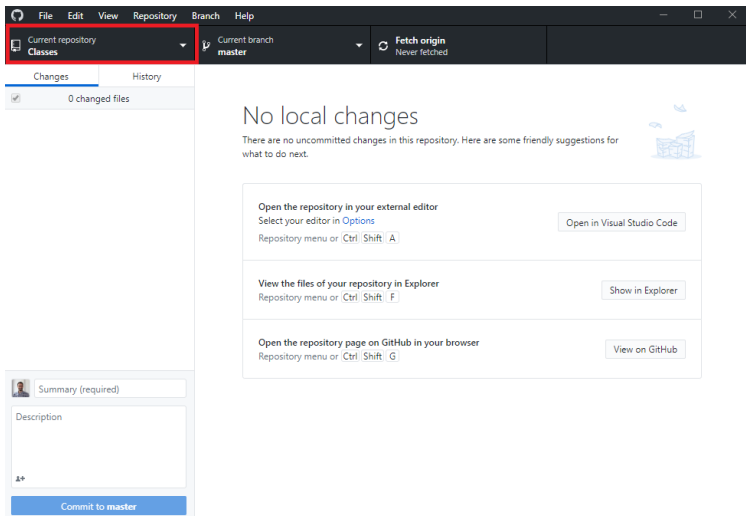 File Edit View Repository Branch Help
Current repository
Classes
Current branch
master
Fetch origin
Never fetched
Changes History
0 changed files
No local changes
There are no uncommitted changes in this repository. Here are some friendly suggestions for
what to do next.
Open the repository in your external editor
Select your editor in Options
Repository menu or Ctrl Shift A
Open in Visual Studio Code
View the files of your repository in Explorer
Repository menu or Ctrl Shift F
Show in Explorer
Open the repository page on GitHub in your browser
Repository menu or Ctrl Shift G
View on GitHub
Summary (required)
Description
Commit to master